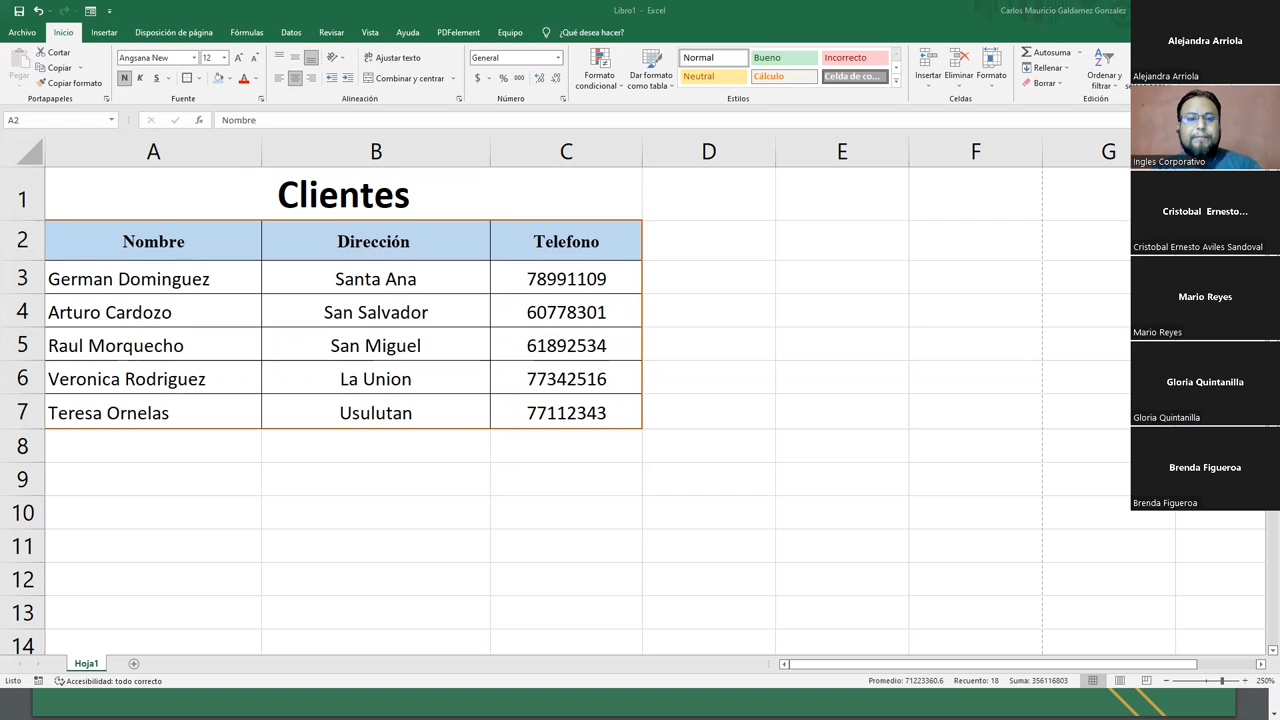 Libro1 - Excel
Carlos Mauricio Galdamez Gonzalez
Archivo Inicio Insertar Disposición de página Fórmulas Datos Revisar Vista Ayuda PDFelement Equipo ¿Qué desea hacer?
Pegar
Cortar
Copiar
Copiar formato
Portapapeles
Angsana New 12
N K S
Fuente
Ajustar texto
Combinar y centrar
Alineación
General
$ % 000
Número
Formato condicional
Dar formato como tabla
Normal Bueno Incorrecto
Neutral Cálculo Celda de co...
Estilos
Insertar Eliminar Formato
Celdas
Autosuma
Rellenar
Borrar
Ordenar y filtrar
Edición
A2
fx Nombre
A B C D E F G
1 Clientes
2 Nombre Dirección Telefono
3 German Dominguez Santa Ana 78991109
4 Arturo Cardozo San Salvador 60778301
5 Raul Morquecho San Miguel 61892534
6 Veronica Rodriguez La Union 77342516
7 Teresa Ornelas Usulutan 77112343
8
9
10
11
12
13
14
Hoja1
Listo Accesibilidad: todo correcto Promedio: 71223360.6 Recuento: 18 Suma: 356116803 250%
Alejandra Arriola
Alejandra Arriola
Ingles Corporativo
Cristobal Ernesto...
Cristobal Ernesto Aviles Sandoval
Mario Reyes
Mario Reyes
Gloria Quintanilla
Gloria Quintanilla
Brenda Figueroa
Brenda Figueroa